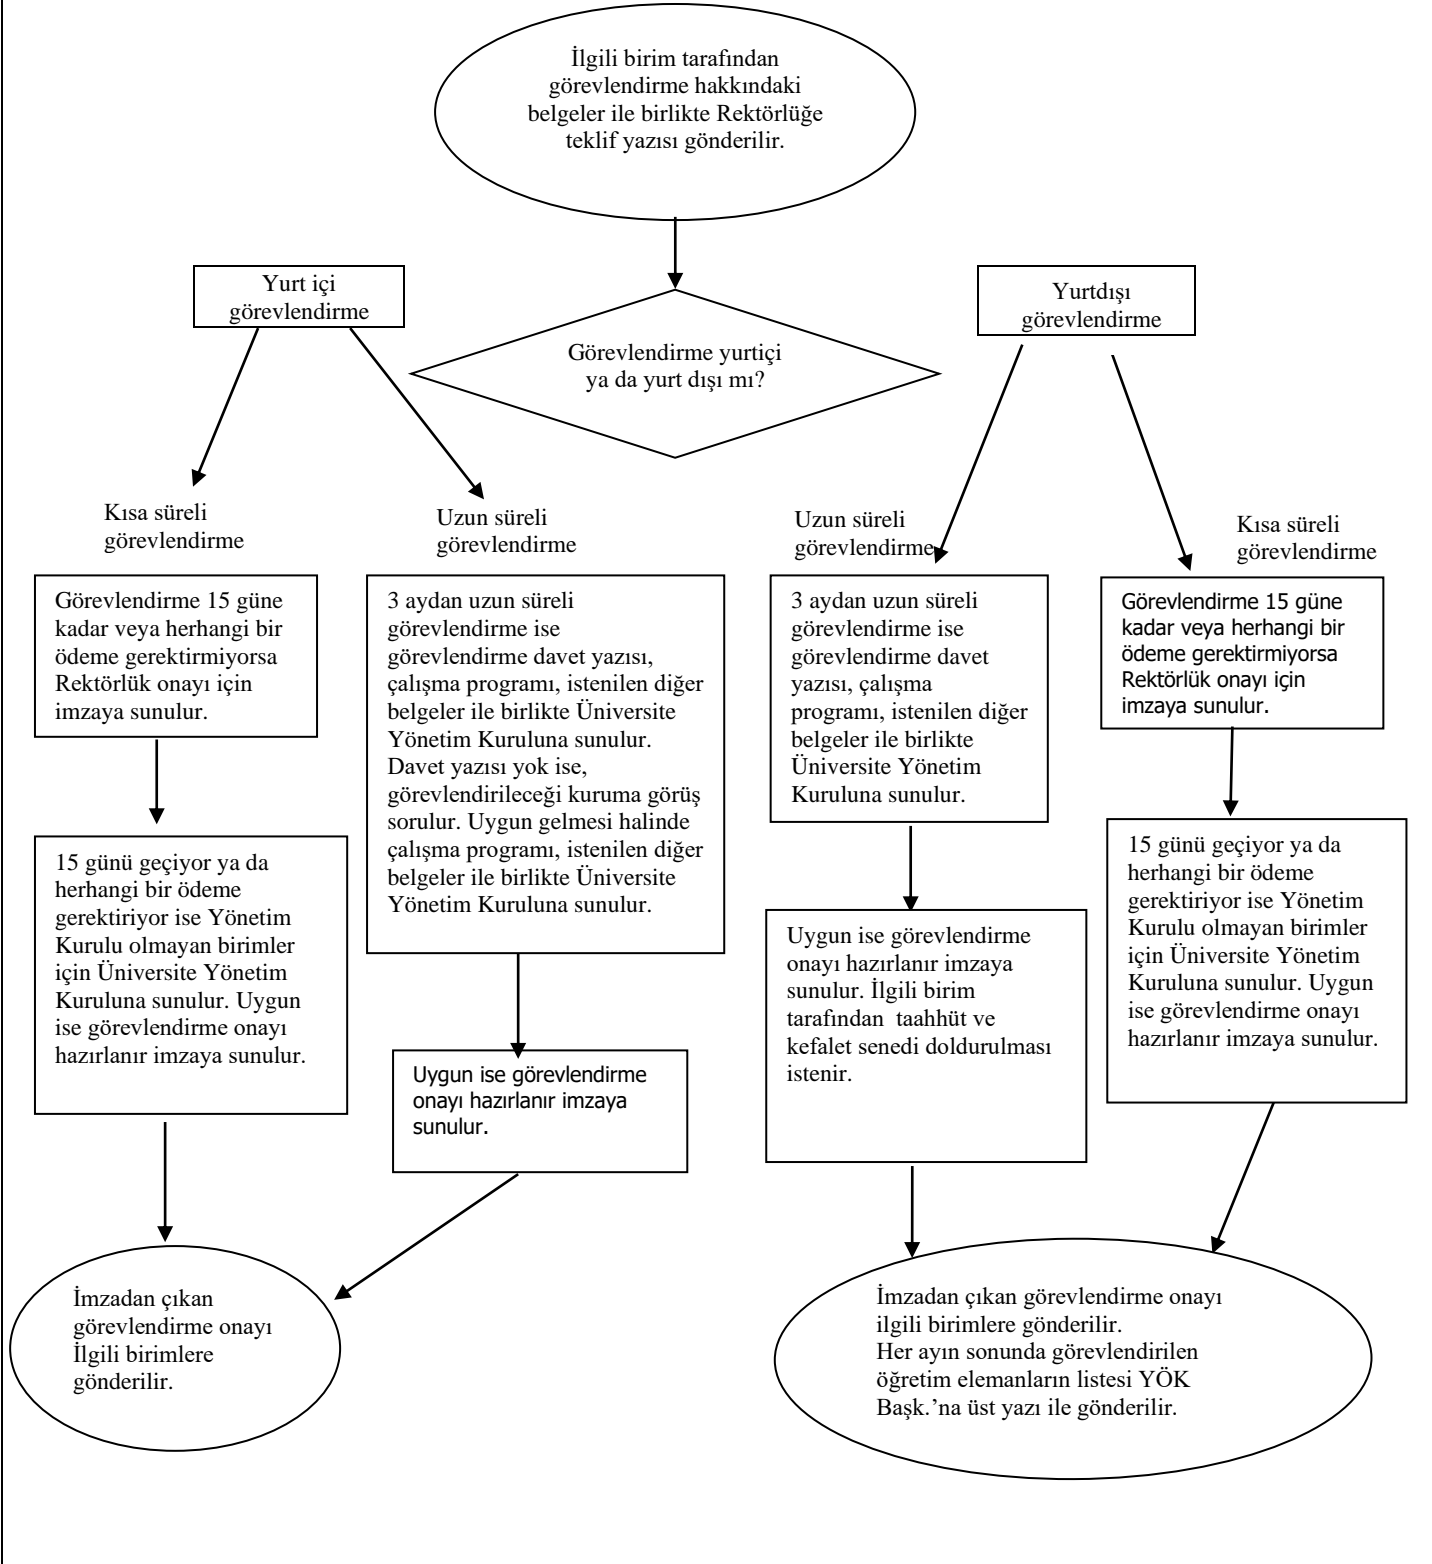 İlgili birim tarafından
görevlendirme hakkındaki
belgeler ile birlikte Rektörlüğe
teklif yazısı gönderilir.
Yurt içi
görevlendirme
Yurtdışı
görevlendirme
Görevlendirme yurtiçi
ya da yurt dışı mı?
Kısa süreli
görevlendirme
Uzun süreli
görevlendirme
Uzun süreli
görevlendirme
Kısa süreli
görevlendirme
Görevlendirme 15 güne
kadar veya herhangi bir
ödeme gerektirmiyorsa
Rektörlük onayı için
imzaya sunulur.
3 aydan uzun süreli
görevlendirme ise
görevlendirme davet yazısı,
çalışma programı, istenilen diğer
belgeler ile birlikte Üniversite
Yönetim Kuruluna sunulur.
Davet yazısı yok ise,
görevlendirileceği kuruma görüş
sorulur. Uygun gelmesi halinde
çalışma programı, istenilen diğer
belgeler ile birlikte Üniversite
Yönetim Kuruluna sunulur.
3 aydan uzun süreli
görevlendirme ise
görevlendirme davet
yazısı, çalışma
programı, istenilen diğer
belgeler ile birlikte
Üniversite Yönetim
Kuruluna sunulur.
Görevlendirme 15 güne
kadar veya herhangi bir
ödeme gerektirmiyorsa
Rektörlük onayı için
imzaya sunulur.
15 günü geçiyor ya da
herhangi bir ödeme
gerektiriyor ise Yönetim
Kurulu olmayan birimler
için Üniversite Yönetim
Kuruluna sunulur. Uygun
ise görevlendirme onayı
hazırlanır imzaya sunulur.
Uygun ise görevlendirme
onayı hazırlanır imzaya
sunulur.
Uygun ise görevlendirme
onayı hazırlanır imzaya
sunulur. İlgili birim
tarafından  taahhüt ve
kefalet senedi doldurulması
istenir.
15 günü geçiyor ya da
herhangi bir ödeme
gerektiriyor ise Yönetim
Kurulu olmayan birimler
için Üniversite Yönetim
Kuruluna sunulur. Uygun
ise görevlendirme onayı
hazırlanır imzaya sunulur.
İmzadan çıkan
görevlendirme onayı
İlgili birimlere
gönderilir.
İmzadan çıkan görevlendirme onayı
ilgili birimlere gönderilir.
Her ayın sonunda görevlendirilen
öğretim elemanların listesi YÖK
Başk.’na üst yazı ile gönderilir.